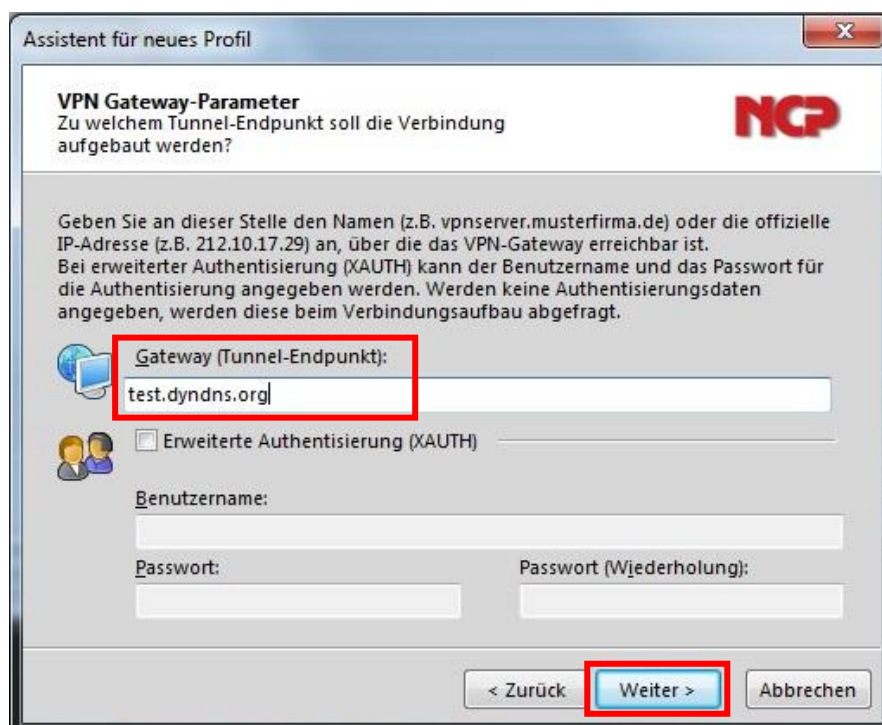 Assistent für neues Profil
VPN Gateway-Parameter
Zu welchem Tunnel-Endpunkt soll die Verbindung
aufgebaut werden?
NCP
Geben Sie an dieser Stelle den Namen (z.B. vpnserver.musterfirma.de) oder die offizielle
IP-Adresse (z.B. 212.10.17.29) an, über die das VPN-Gateway erreichbar ist.
Bei erweiterter Authentisierung (XAUTH) kann der Benutzername und das Passwort für
die Authentisierung angegeben werden. Werden keine Authentisierungsdaten
angegeben, werden diese beim Verbindungsaufbau abgefragt.
Gateway (Tunnel-Endpunkt):
test.dyndns.org
Erweiterte Authentisierung (XAUTH)
Benutzername:
Passwort:
Passwort (Wiederholung):
< Zurück
Weiter >
Abbrechen